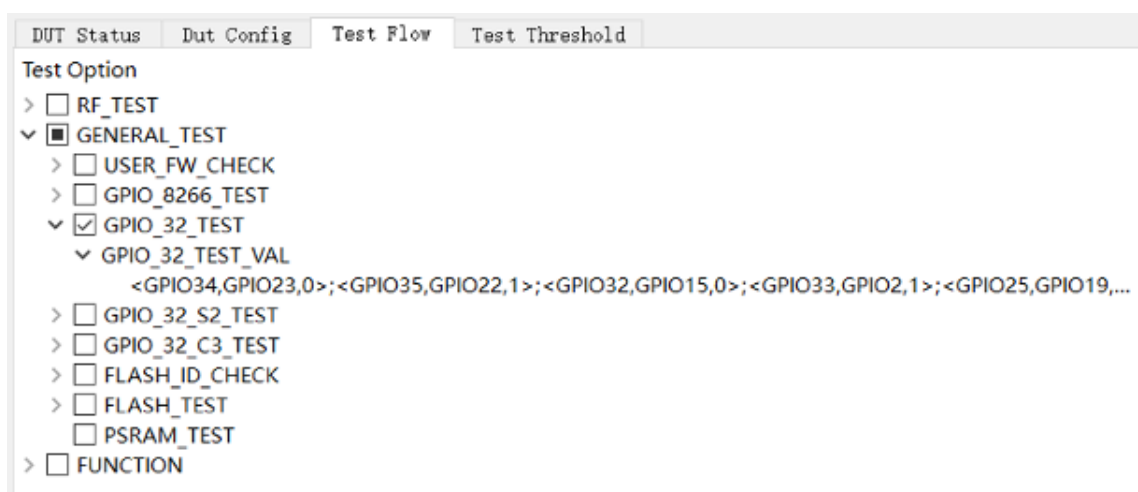 DUT Status Dut Config Test Flow Test Threshold
Test Option
RF_TEST
GENERAL_TEST
USER_FW_CHECK
GPIO_8266_TEST
GPIO_32_TEST
GPIO_32_TEST_VAL
<GPIO34,GPIO23,0>;<GPIO35,GPIO22,1>;<GPIO32,GPIO15,0>;<GPIO33,GPIO2,1>;<GPIO25,GPIO19,...
GPIO_32_S2_TEST
GPIO_32_C3_TEST
FLASH_ID_CHECK
FLASH_TEST
PSRAM_TEST
FUNCTION